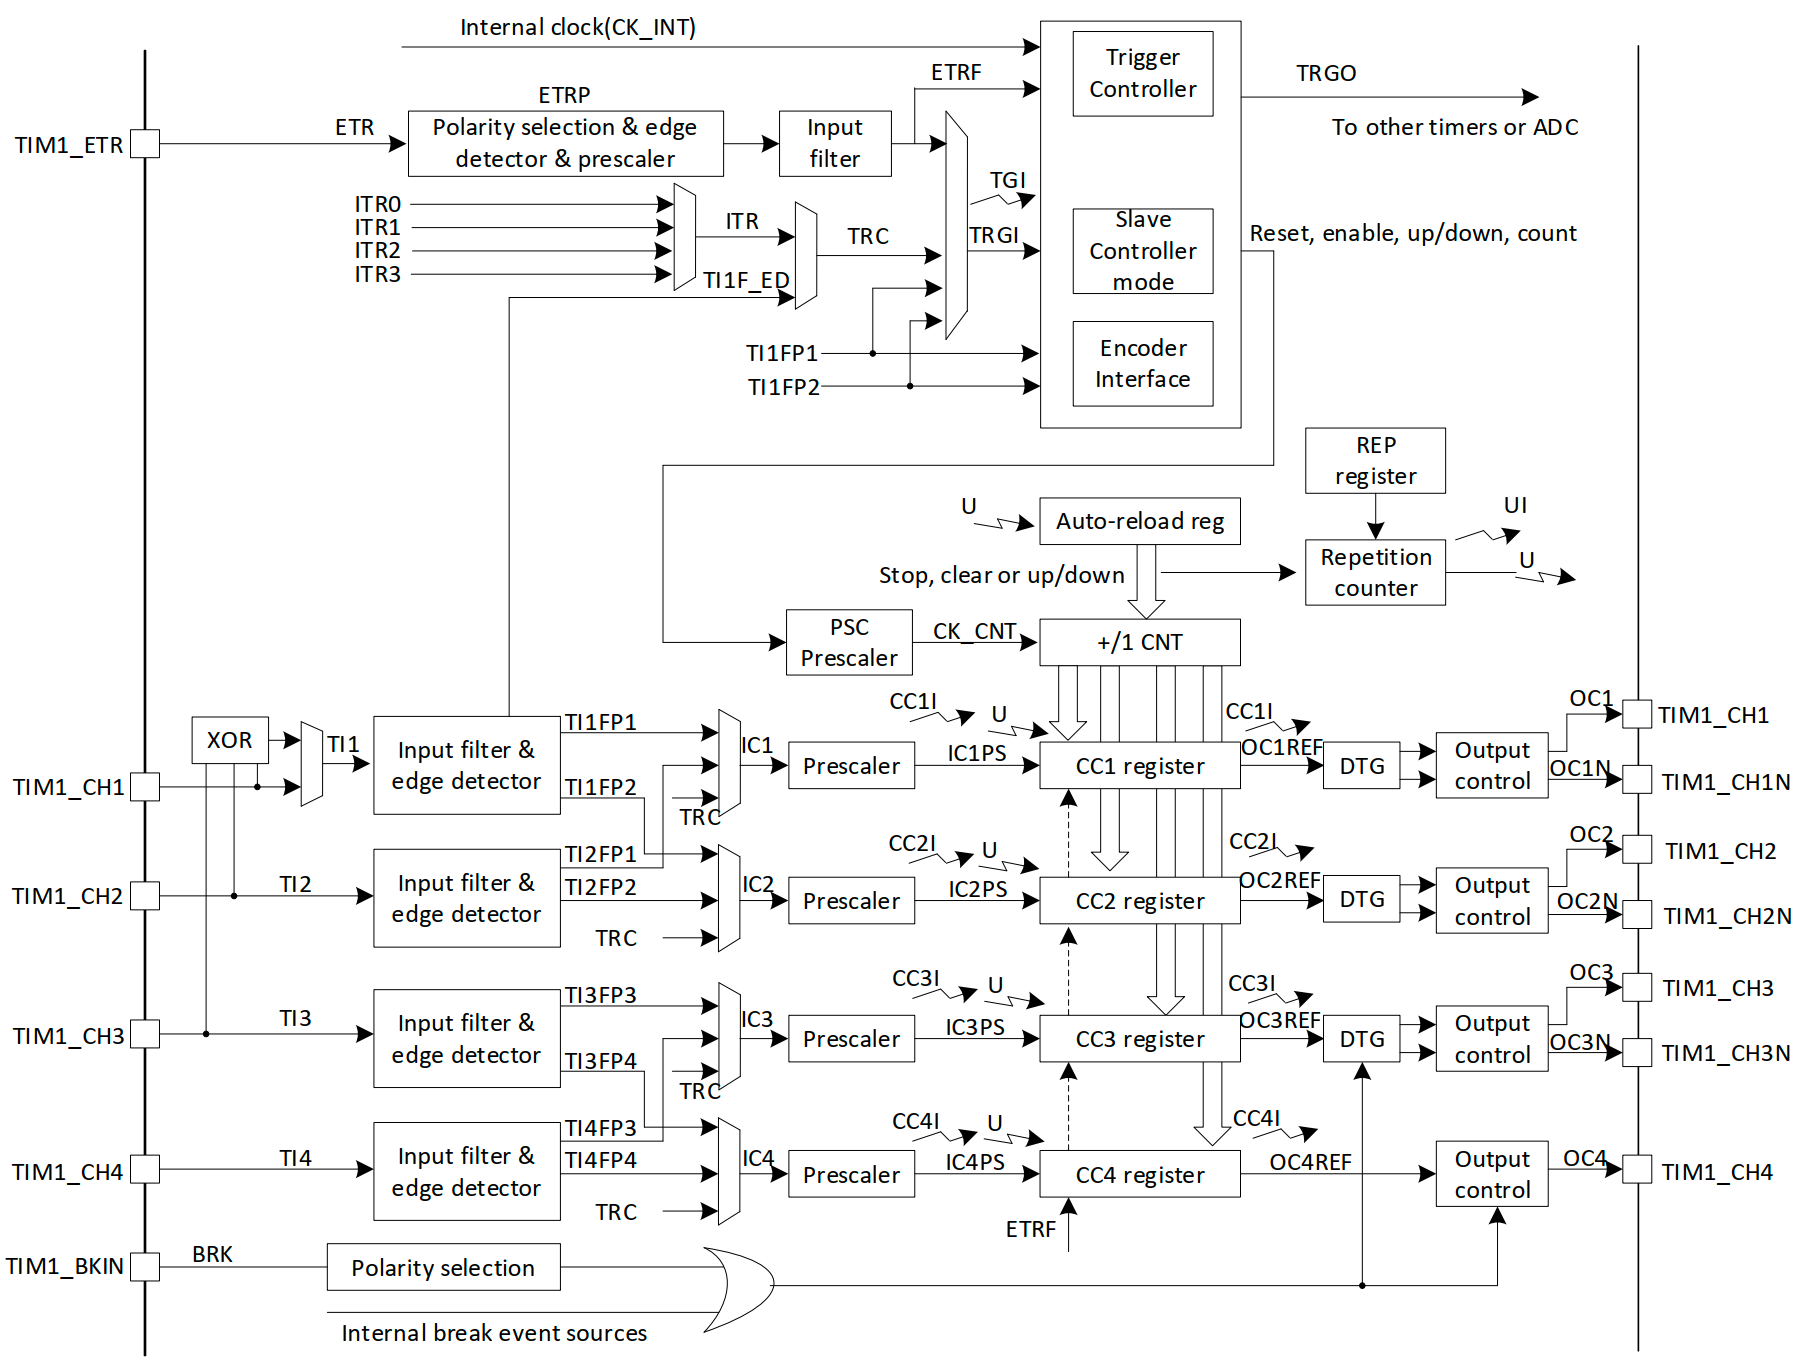 Internal clock(CK_INT)
ETRF
Trigger
Controller
TRGO
To other timers or ADC
ETRP
TIM1_ETR
ETR
Polarity selection & edge
detector & prescaler
Input
filter
TGI
ITR0
ITR1
ITR2
ITR3
ITR
TRC
TRGI
TI1F_ED
Slave
Controller
mode
Reset, enable, up/down, count
TI1FP1
TI1FP2
Encoder
Interface
REP
register
U
Auto-reload reg
UI
Stop, clear or up/down
Repetition
counter
U
PSC
Prescaler
CK_CNT
+/1 CNT
XOR
TI1
TIM1_CH1
Input filter &
edge detector
TI1FP1
TI1FP2
TRC
IC1
Prescaler
CC1I
U
IC1PS
CC1 register
CC1I
OC1REF
DTG
Output
control
OC1
OC1N
TIM1_CH1
TIM1_CH1N
TIM1_CH2
TI2
Input filter &
edge detector
TI2FP1
TI2FP2
TRC
IC2
Prescaler
CC2I
U
IC2PS
CC2 register
CC2I
OC2REF
DTG
Output
control
OC2
OC2N
TIM1_CH2
TIM1_CH2N
TIM1_CH3
TI3
Input filter &
edge detector
TI3FP3
TI3FP4
TRC
IC3
Prescaler
CC3I
U
IC3PS
CC3 register
CC3I
OC3REF
DTG
Output
control
OC3
OC3N
TIM1_CH3
TIM1_CH3N
TIM1_CH4
TI4
Input filter &
edge detector
TI4FP3
TI4FP4
TRC
IC4
Prescaler
CC4I
U
IC4PS
CC4 register
CC4I
OC4REF
Output
control
OC4
TIM1_CH4
ETRF
TIM1_BKIN
BRK
Polarity selection
Internal break event sources